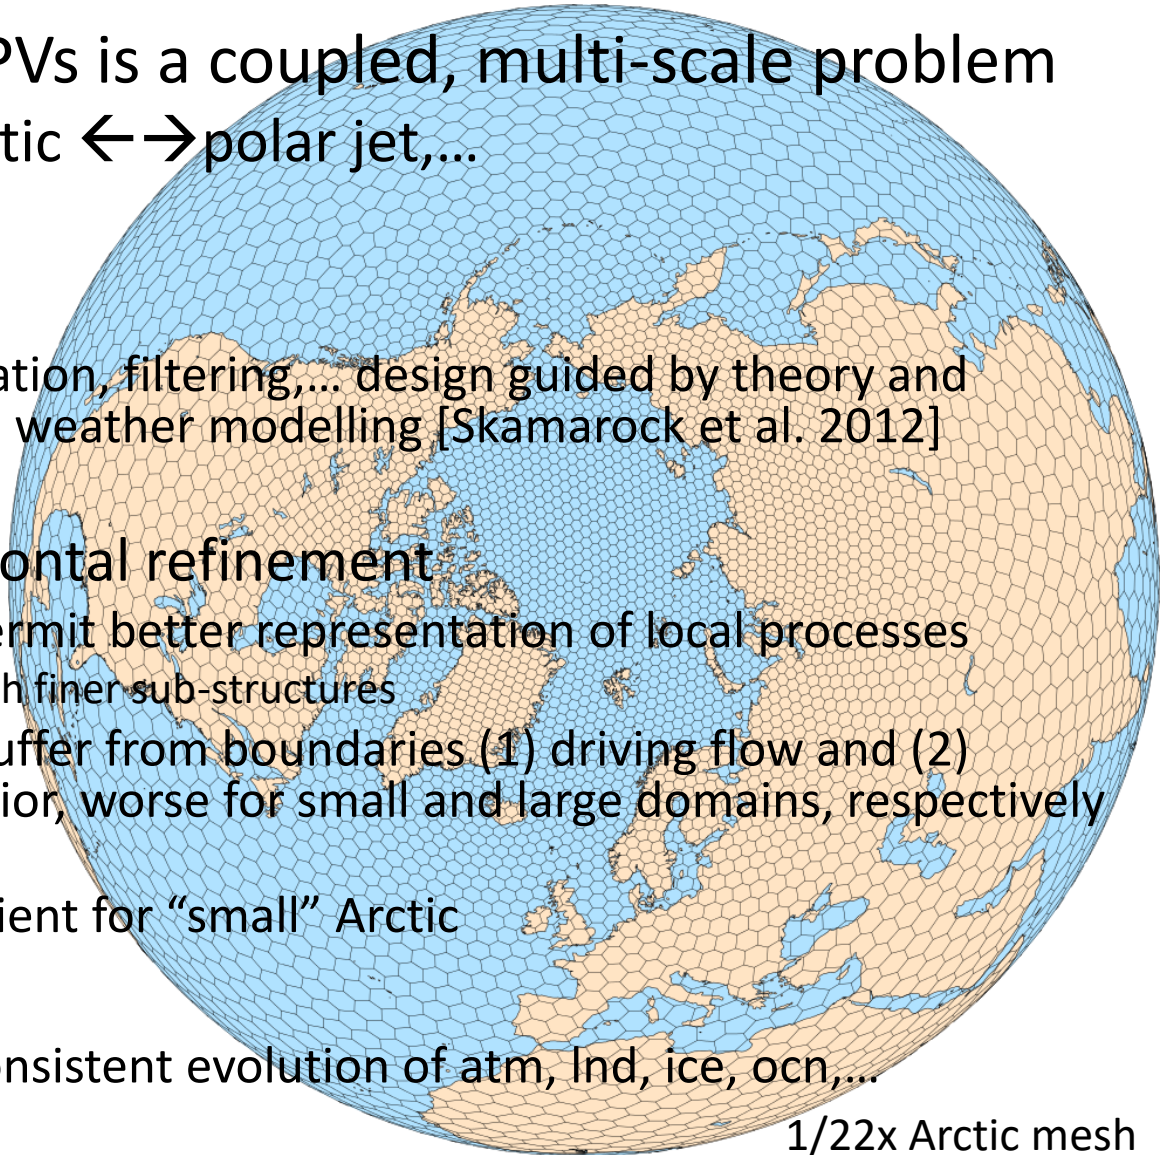 PVs is a coupled, multi-scale problem
tic ←→polar jet,...
ation, filtering,... design guided by theory and
weather modelling [Skamarock et al. 2012]
ontal refinement
ermit better representation of local processes
h finer sub-structures
uffer from boundaries (1) driving flow and (2)
ior, worse for small and large domains, respectively
ient for “small” Arctic
onsistent evolution of atm, lnd, ice, ocn,...
1/22x Arctic mesh